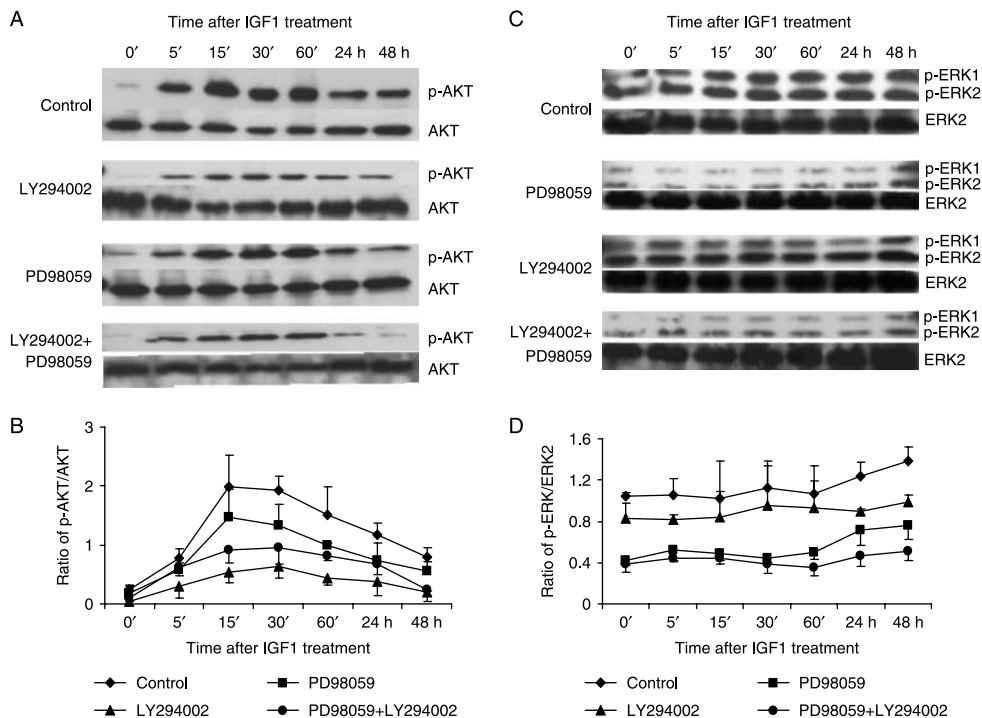 A
Time after IGF1 treatment
0′ 5′ 15′ 30′ 60′ 24 h 48 h
Control
p-AKT
AKT
LY294002
p-AKT
AKT
PD98059
p-AKT
AKT
LY294002+
PD98059
p-AKT
AKT
C
Time after IGF1 treatment
0′ 5′ 15′ 30′ 60′ 24 h 48 h
Control
p-ERK1
p-ERK2
ERK2
PD98059
p-ERK1
p-ERK2
ERK2
LY294002
p-ERK1
p-ERK2
ERK2
LY294002+
PD98059
p-ERK1
p-ERK2
ERK2
B
Ratio of p-AKT/AKT
3
2
1
0
0′ 5′ 15′ 30′ 60′ 24 h 48 h
Time after IGF1 treatment
Control PD98059
LY294002 PD98059+LY294002
D
Ratio of p-ERK/ERK2
1.6
1.2
0.8
0.4
0
0′ 5′ 15′ 30′ 60′ 24 h 48 h
Time after IGF1 treatment
Control PD98059
LY294002 PD98059+LY294002